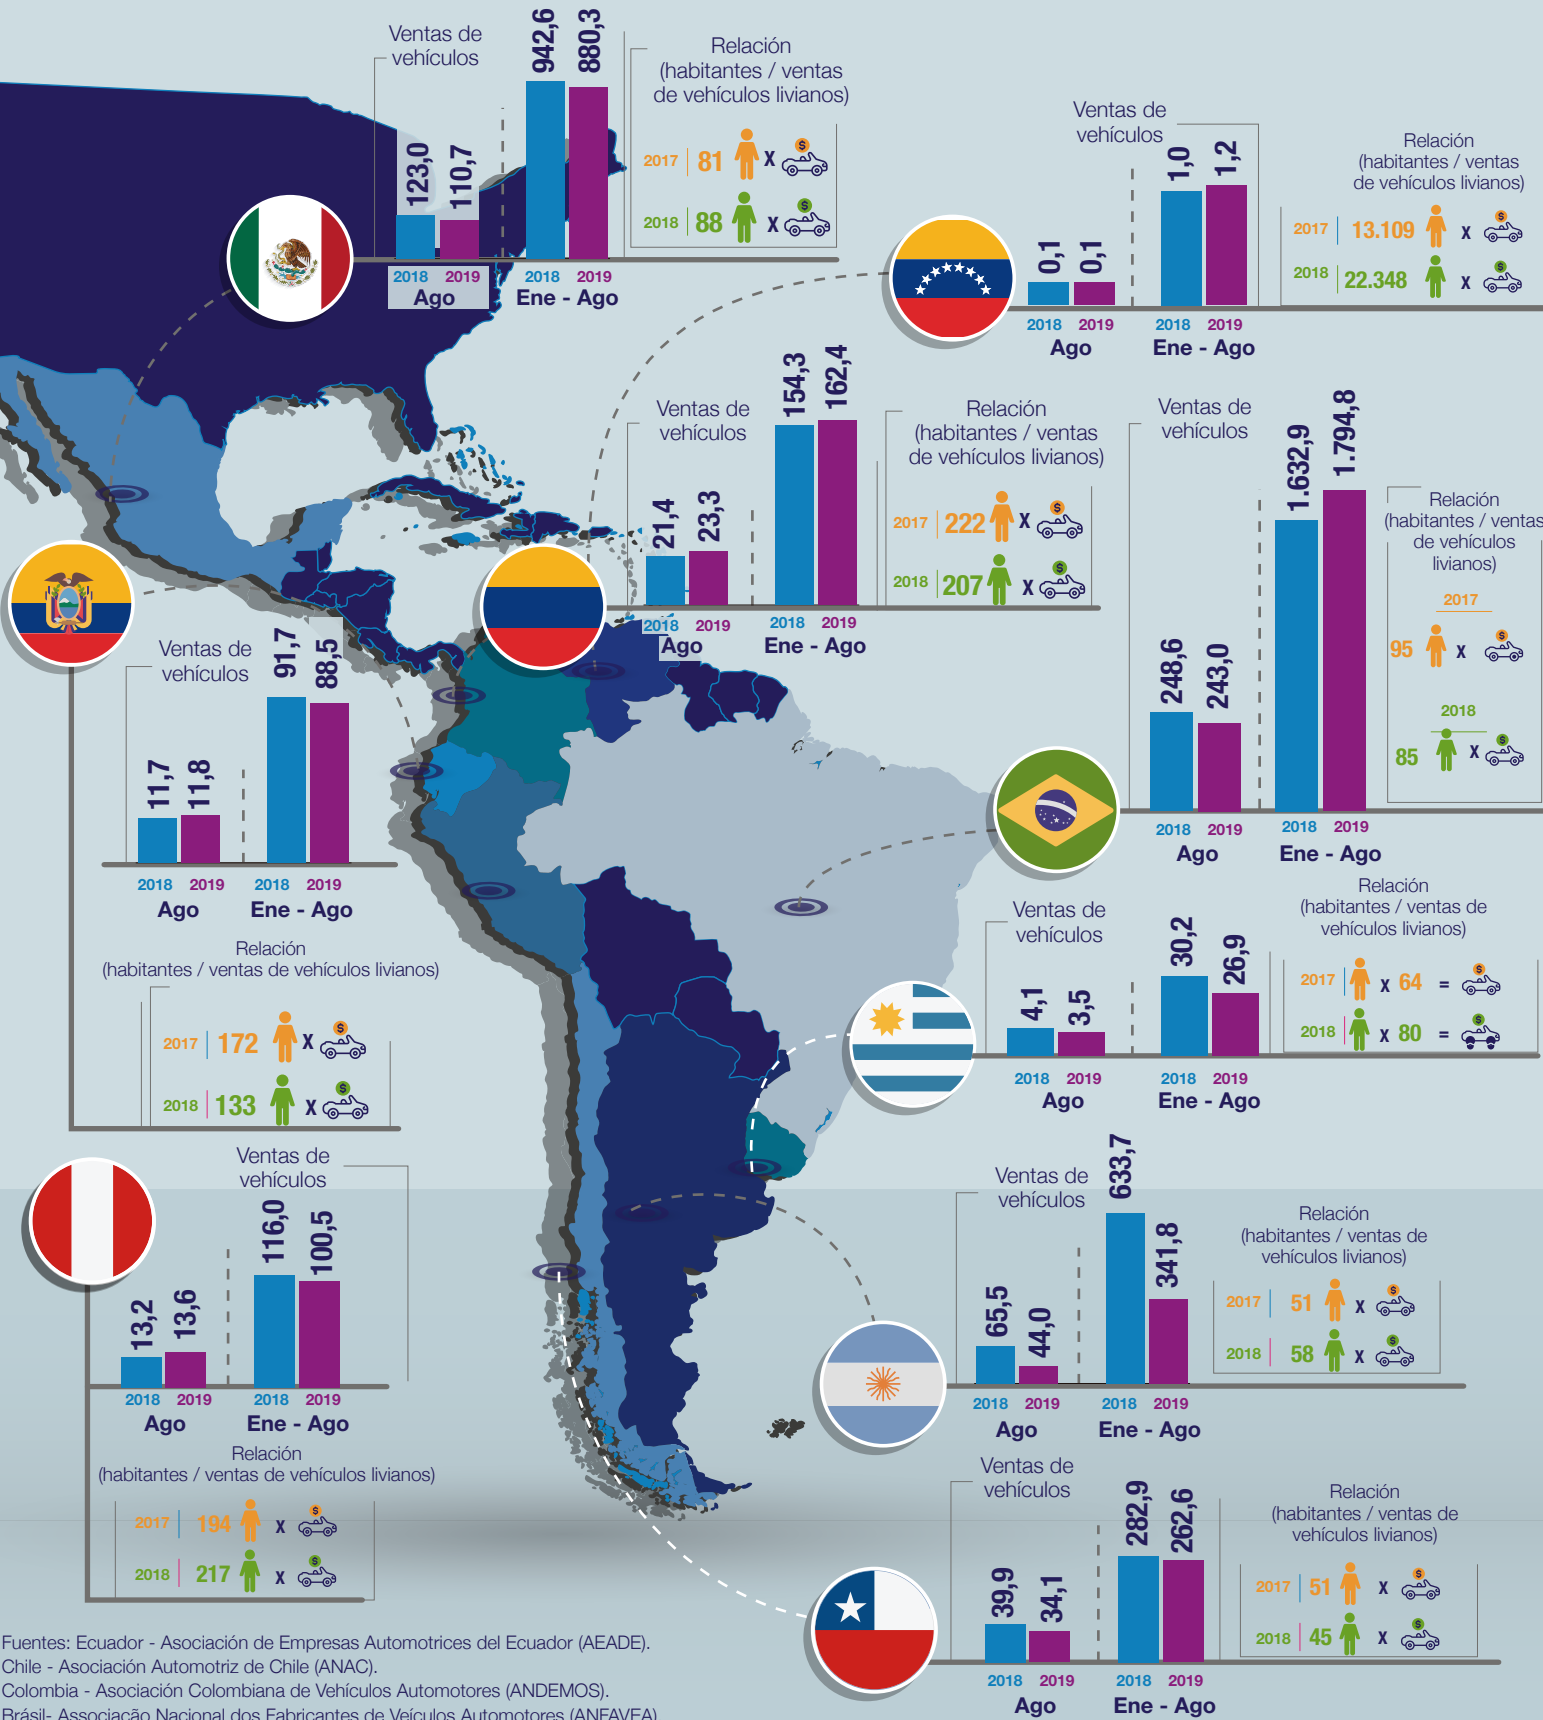 Ventas de
vehículos
123,0
110,7
942,6
880,3
2018 2019
Ago
2018 2019
Ene - Ago
Relación
(habitantes / ventas
de vehículos livianos)
2017 81 X $
2018 88 X $
Ventas de
vehículos
0,1
0,1
1,0
1,2
2018 2019
Ago
2018 2019
Ene - Ago
Relación
(habitantes / ventas
de vehículos livianos)
2017 13.109 X $
2018 22.348 X $
Ventas de
vehículos
21,4
23,3
154,3
162,4
2018 2019
Ago
2018 2019
Ene - Ago
Relación
(habitantes / ventas
de vehículos livianos)
2017 222 X $
2018 207 X $
Ventas de
vehículos
248,6
243,0
1.632,9
1.794,8
2018 2019
Ago
2018 2019
Ene - Ago
Relación
(habitantes / ventas
de vehículos
livianos)
2017
95 X $
2018
85 X $
Ventas de
vehículos
11,7
11,8
91,7
88,5
2018 2019
Ago
2018 2019
Ene - Ago
Relación
(habitantes / ventas de vehículos livianos)
2017 172 X $
2018 133 X $
Ventas de
vehículos
4,1
3,5
30,2
26,9
2018 2019
Ago
2018 2019
Ene - Ago
Relación
(habitantes / ventas de
vehículos livianos)
2017 X 64 = $
2018 X 80 = $
Ventas de
vehículos
13,2
13,6
116,0
100,5
2018 2019
Ago
2018 2019
Ene - Ago
Relación
(habitantes / ventas de vehículos livianos)
2017 194 X $
2018 217 X $
Ventas de
vehículos
65,5
44,0
633,7
341,8
2018 2019
Ago
2018 2019
Ene - Ago
Relación
(habitantes / ventas de
vehículos livianos)
2017 51 X $
2018 58 X $
Ventas de
vehículos
39,9
34,1
282,9
262,6
2018 2019
Ago
2018 2019
Ene - Ago
Relación
(habitantes / ventas de
vehículos livianos)
2017 51 X $
2018 45 X $
Fuentes: Ecuador - Asociación de Empresas Automotrices del Ecuador (AEADE).
Chile - Asociación Automotriz de Chile (ANAC).
Colombia - Asociación Colombiana de Vehículos Automotores (ANDEMOS).
Brásil- Associação Nacional dos Fabricantes de Veículos Automotores (ANFAVEA)